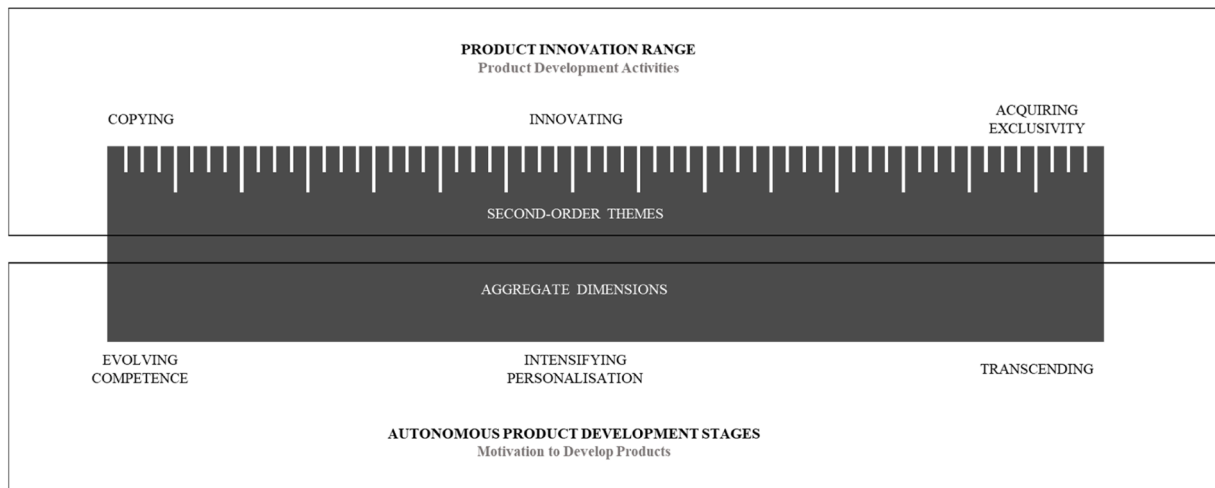 PRODUCT INNOVATION RANGE
Product Development Activities
COPYING
INNOVATING
ACQUIRING
EXCLUSIVITY
SECOND-ORDER THEMES
AGGREGATE DIMENSIONS
EVOLVING
COMPETENCE
INTENSIFYING
PERSONALISATION
TRANSCENDING
AUTONOMOUS PRODUCT DEVELOPMENT STAGES
Motivation to Develop Products